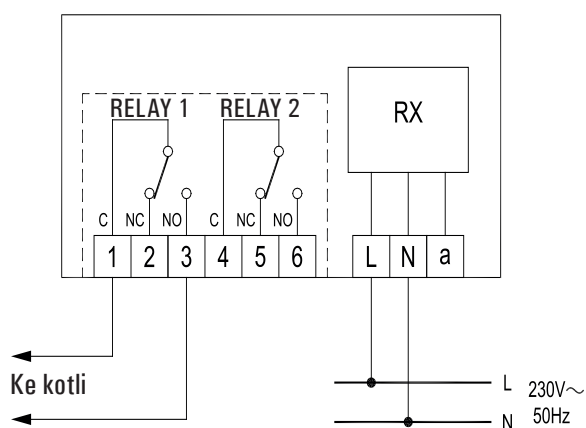 RELAY 1 RELAY 2
RX
C NC NO C NC NO
1 2 3 4 5 6 L N a
Ke kotli
L
N
230V~
50Hz